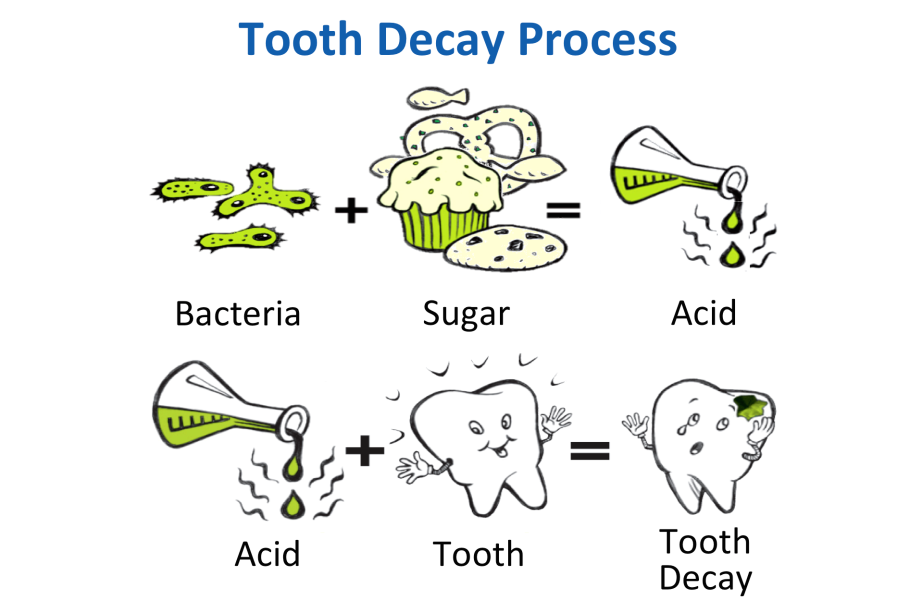 Tooth Decay Process
+
=
Bacteria
Sugar
Acid
+
=
Acid
Tooth
Tooth
Decay